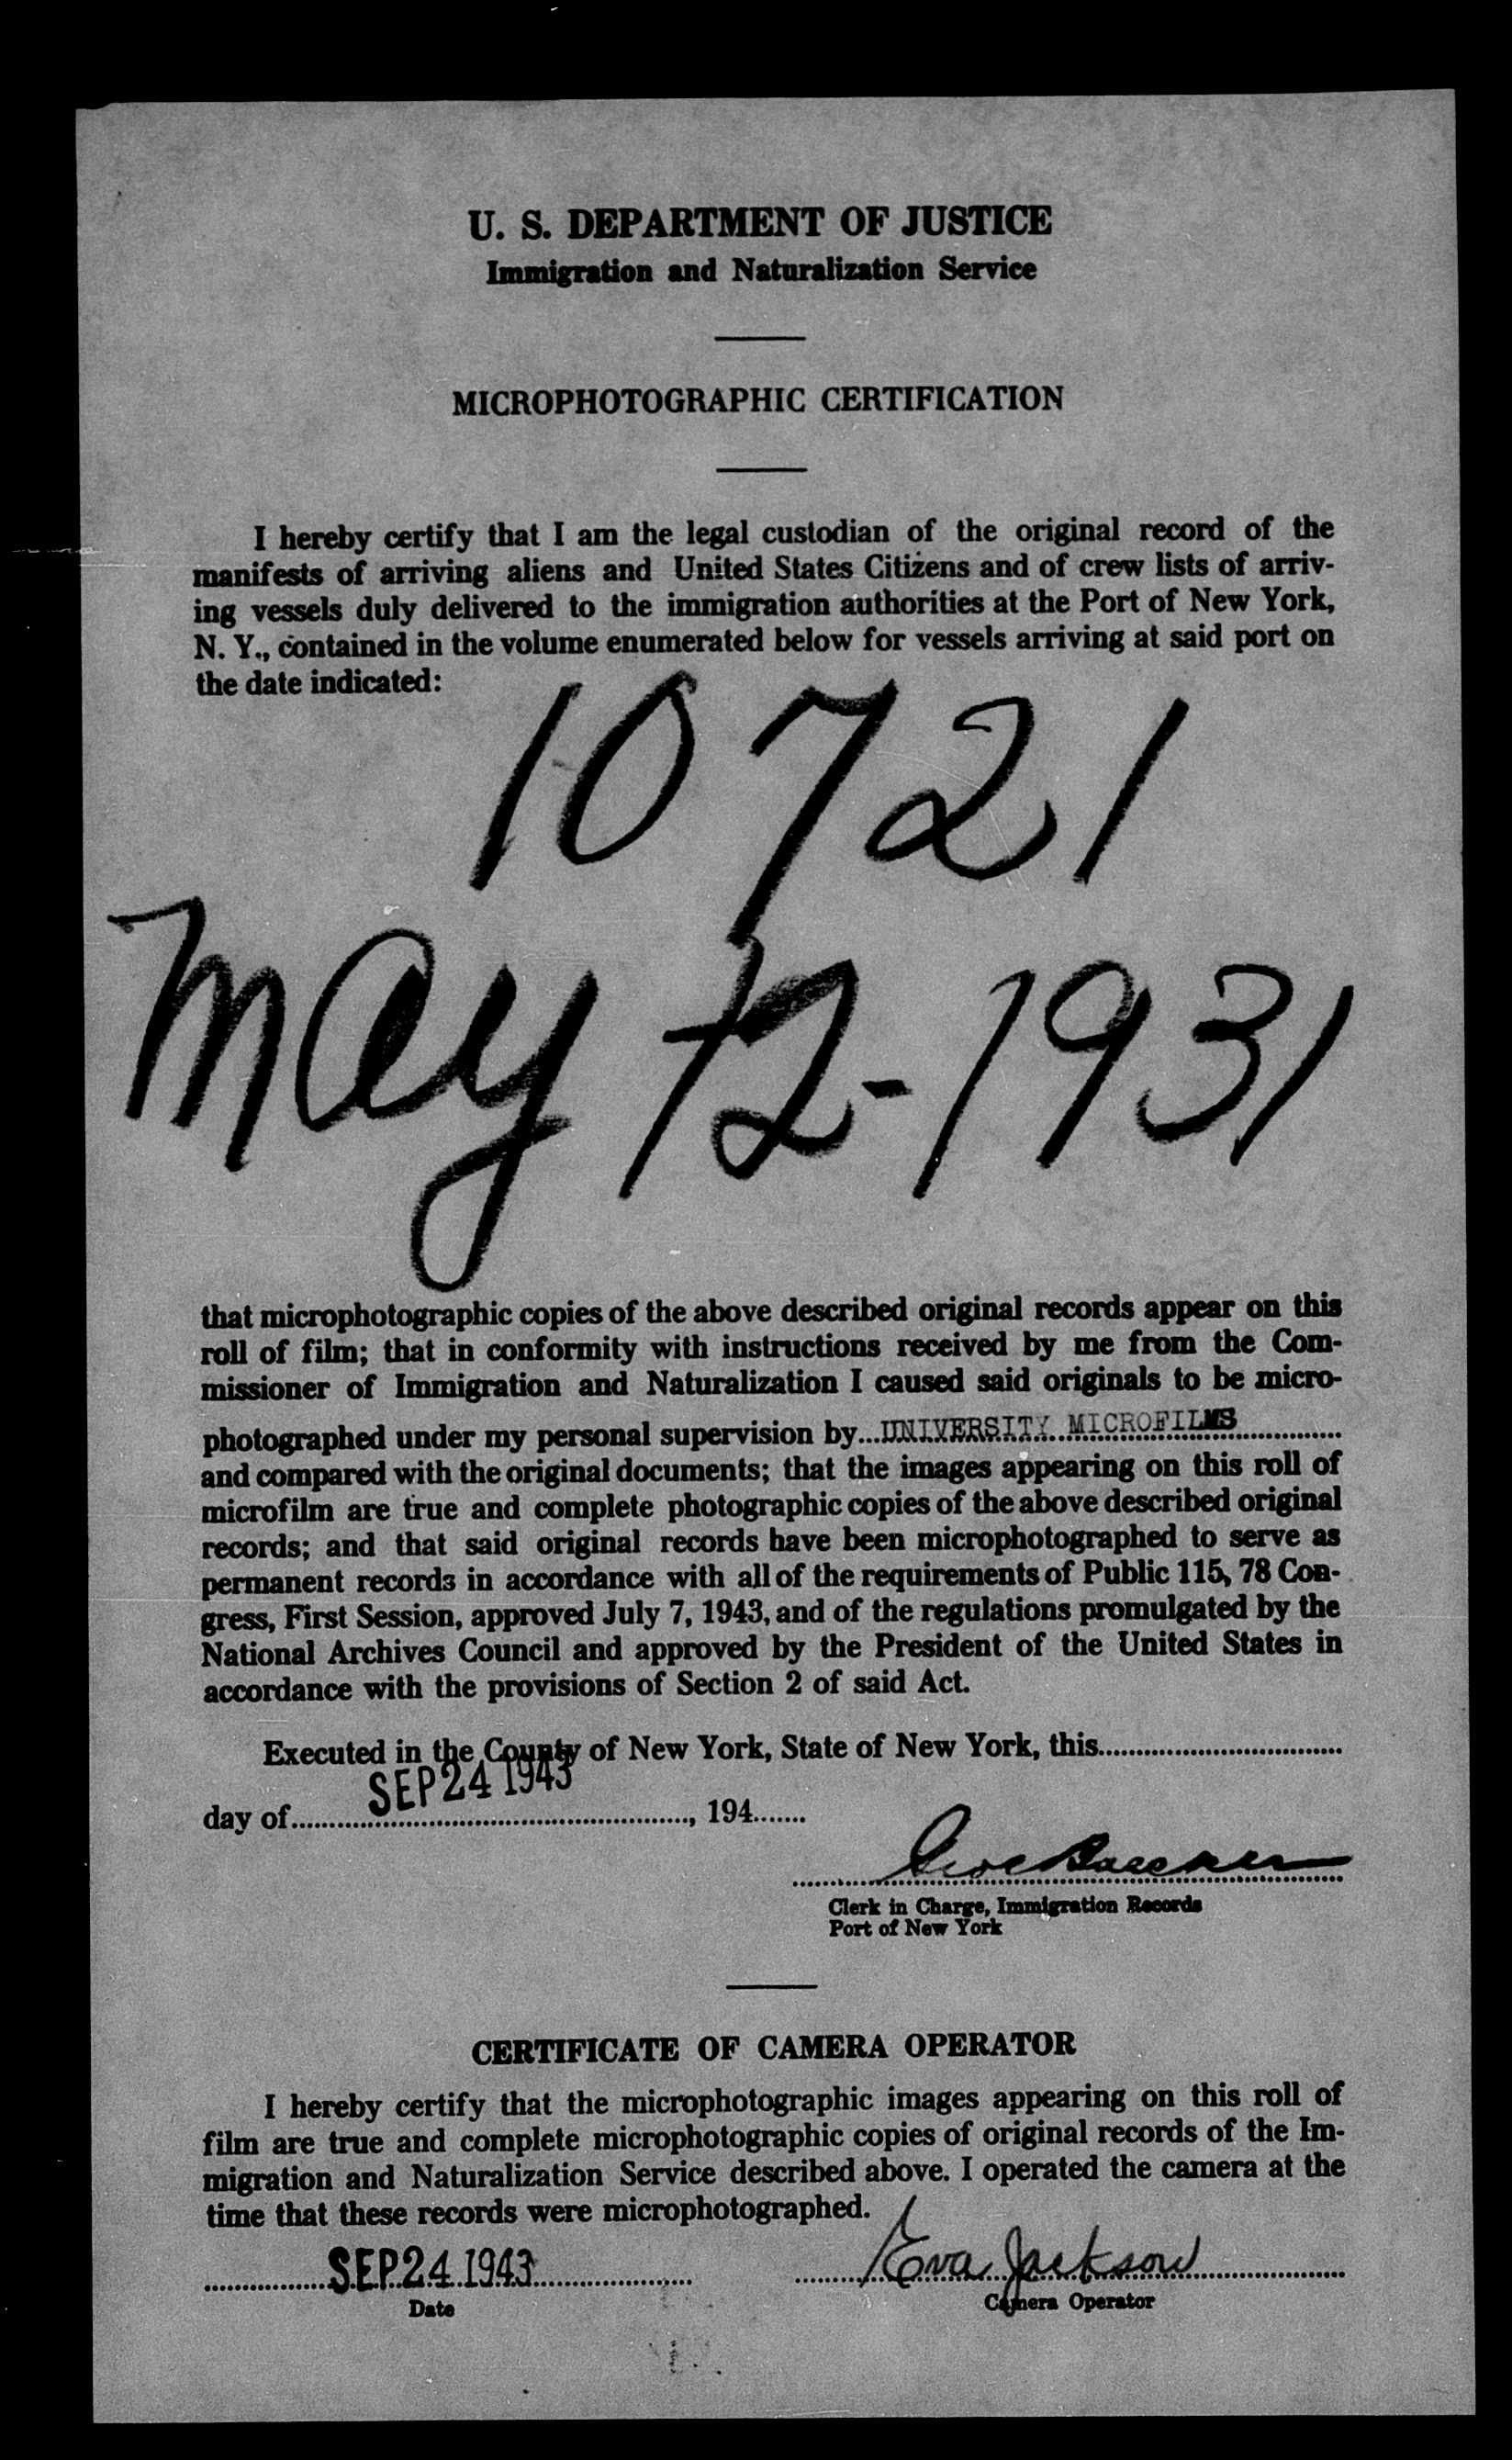 U. S. DEPARTMENT OF JUSTICE
Immigration and Naturalization Service
MICROPHOTOGRAPHIC CERTIFICATION
I hereby certify that I am the legal custodian of the original record of the
manifests of arriving aliens and United States Citizens and of crew lists of arriv-
ing vessels duly delivered to the immigration authorities at the Port of New York,
N. Y., contained in the volume enumerated below for vessels arriving at said port on
the date indicated:
10721
May 12-1931
that microphotographic copies of the above described original records appear on this
roll of film; that in conformity with instructions received by me from the Com-
missioner of Immigration and Naturalization I caused said originals to be micro-
photographed under my personal supervision by...UNIVERSITY MICROFILMS
and compared with the original documents; that the images appearing on this roll of
microfilm are true and complete photographic copies of the above described original
records; and that said original records have been microphotographed to serve as
permanent records in accordance with all of the requirements of Public 115, 78 Con-
gress, First Session, approved July 7, 1943, and of the regulations promulgated by the
National Archives Council and approved by the President of the United States in
accordance with the provisions of Section 2 of said Act.
Executed in the County of New York, State of New York, this
SEP 24 1943
day of ......, 194
Clerk in Charge, Immigration Records
Port of New York
CERTIFICATE OF CAMERA OPERATOR
I hereby certify that the microphotographic images appearing on this roll of
film are true and complete microphotographic copies of original records of the Im-
migration and Naturalization Service described above. I operated the camera at the
time that these records were microphotographed.
SEP 24 1943 Eva Jackson
Date Camera Operator